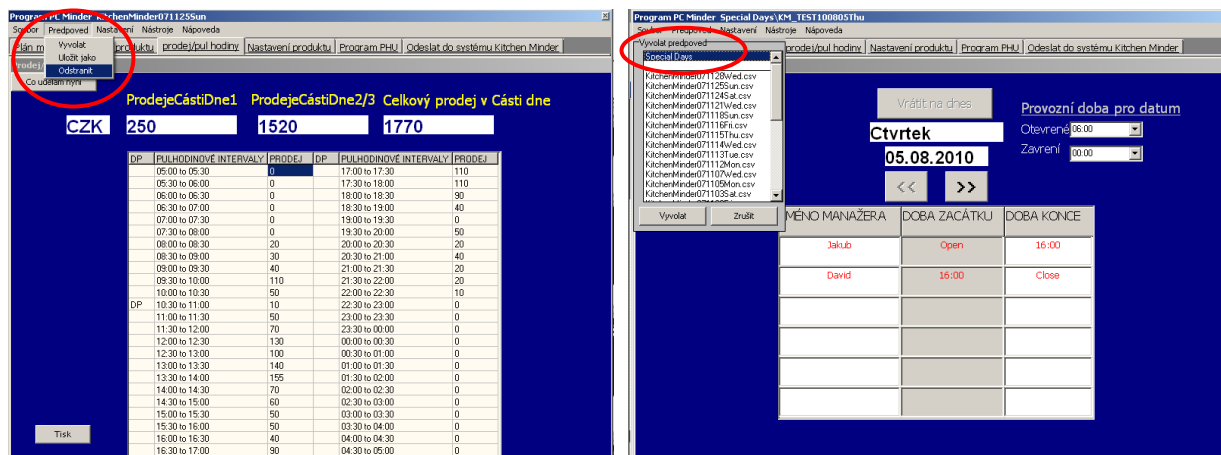 Program PC Minder KitchenMinder071125Sun
Soubor Predpoved Nastavení Nástroje Nápoveda
Plán m produktu prodej/pul hodiny Nastavení produktu Program PHU Odeslat do systému Kitchen Minder
Vyvolat
Uložit jako
Odstranit
Prodej
Co udelám nyní
ProdejeCástiDne1 ProdejeCástiDne2/3 Celkový prodej v Cásti dne
CZK 250 1520 1770
DP PULHODINOVÉ INTERVALY PRODEJ DP PULHODINOVÉ INTERVALY PRODEJ
05:00 to 05:30 0 17:00 to 17:30 110
05:30 to 06:00 0 17:30 to 18:00 110
06:00 to 06:30 0 18:00 to 18:30 90
06:30 to 07:00 0 18:30 to 19:00 40
07:00 to 07:30 0 19:00 to 19:30 0
07:30 to 08:00 0 19:30 to 20:00 50
08:00 to 08:30 20 20:00 to 20:30 20
08:30 to 09:00 30 20:30 to 21:00 40
09:00 to 09:30 40 21:00 to 21:30 20
09:30 to 10:00 110 21:30 to 22:00 20
10:00 to 10:30 50 22:00 to 22:30 10
DP 10:30 to 11:00 10 22:30 to 23:00 0
11:00 to 11:30 50 23:00 to 23:30 0
11:30 to 12:00 70 23:30 to 00:00 0
12:00 to 12:30 130 00:00 to 00:30 0
12:30 to 13:00 100 00:30 to 01:00 0
13:00 to 13:30 140 01:00 to 01:30 0
13:30 to 14:00 155 01:30 to 02:00 0
14:00 to 14:30 70 02:00 to 02:30 0
14:30 to 15:00 60 02:30 to 03:00 0
15:00 to 15:30 50 03:00 to 03:30 0
15:30 to 16:00 50 03:30 to 04:00 0
16:00 to 16:30 40 04:00 to 04:30 0
16:30 to 17:00 90 04:30 to 05:00 0
Tisk
Program PC Minder Special Days\KM_TEST100805Thu
Soubor Predpoved Nastavení Nástroje Nápoveda
prodej/pul hodiny Nastavení produktu Program PHU Odeslat do systému Kitchen Minder
Vyvolat predpoved
Special Days
KitchenMinder071128Wed.csv
KitchenMinder071125Sun.csv
KitchenMinder071124Sat.csv
KitchenMinder071121Wed.csv
KitchenMinder071118Sun.csv
KitchenMinder071116Fri.csv
KitchenMinder071115Thu.csv
KitchenMinder071114Wed.csv
KitchenMinder071113Tue.csv
KitchenMinder071112Mon.csv
KitchenMinder071107Wed.csv
KitchenMinder071105Mon.csv
KitchenMinder071103Sat.csv
Vyvolat Zrušit
Vrátit na dnes
Provozní doba pro datum
Ctvrtek
Otevrené 06:00
05.08.2010
Zavrení 00:00
<< >>
MÉNO MANAŽERA DOBA ZACÁTKU DOBA KONCE
Jakub Open 16:00
David 16:00 Close